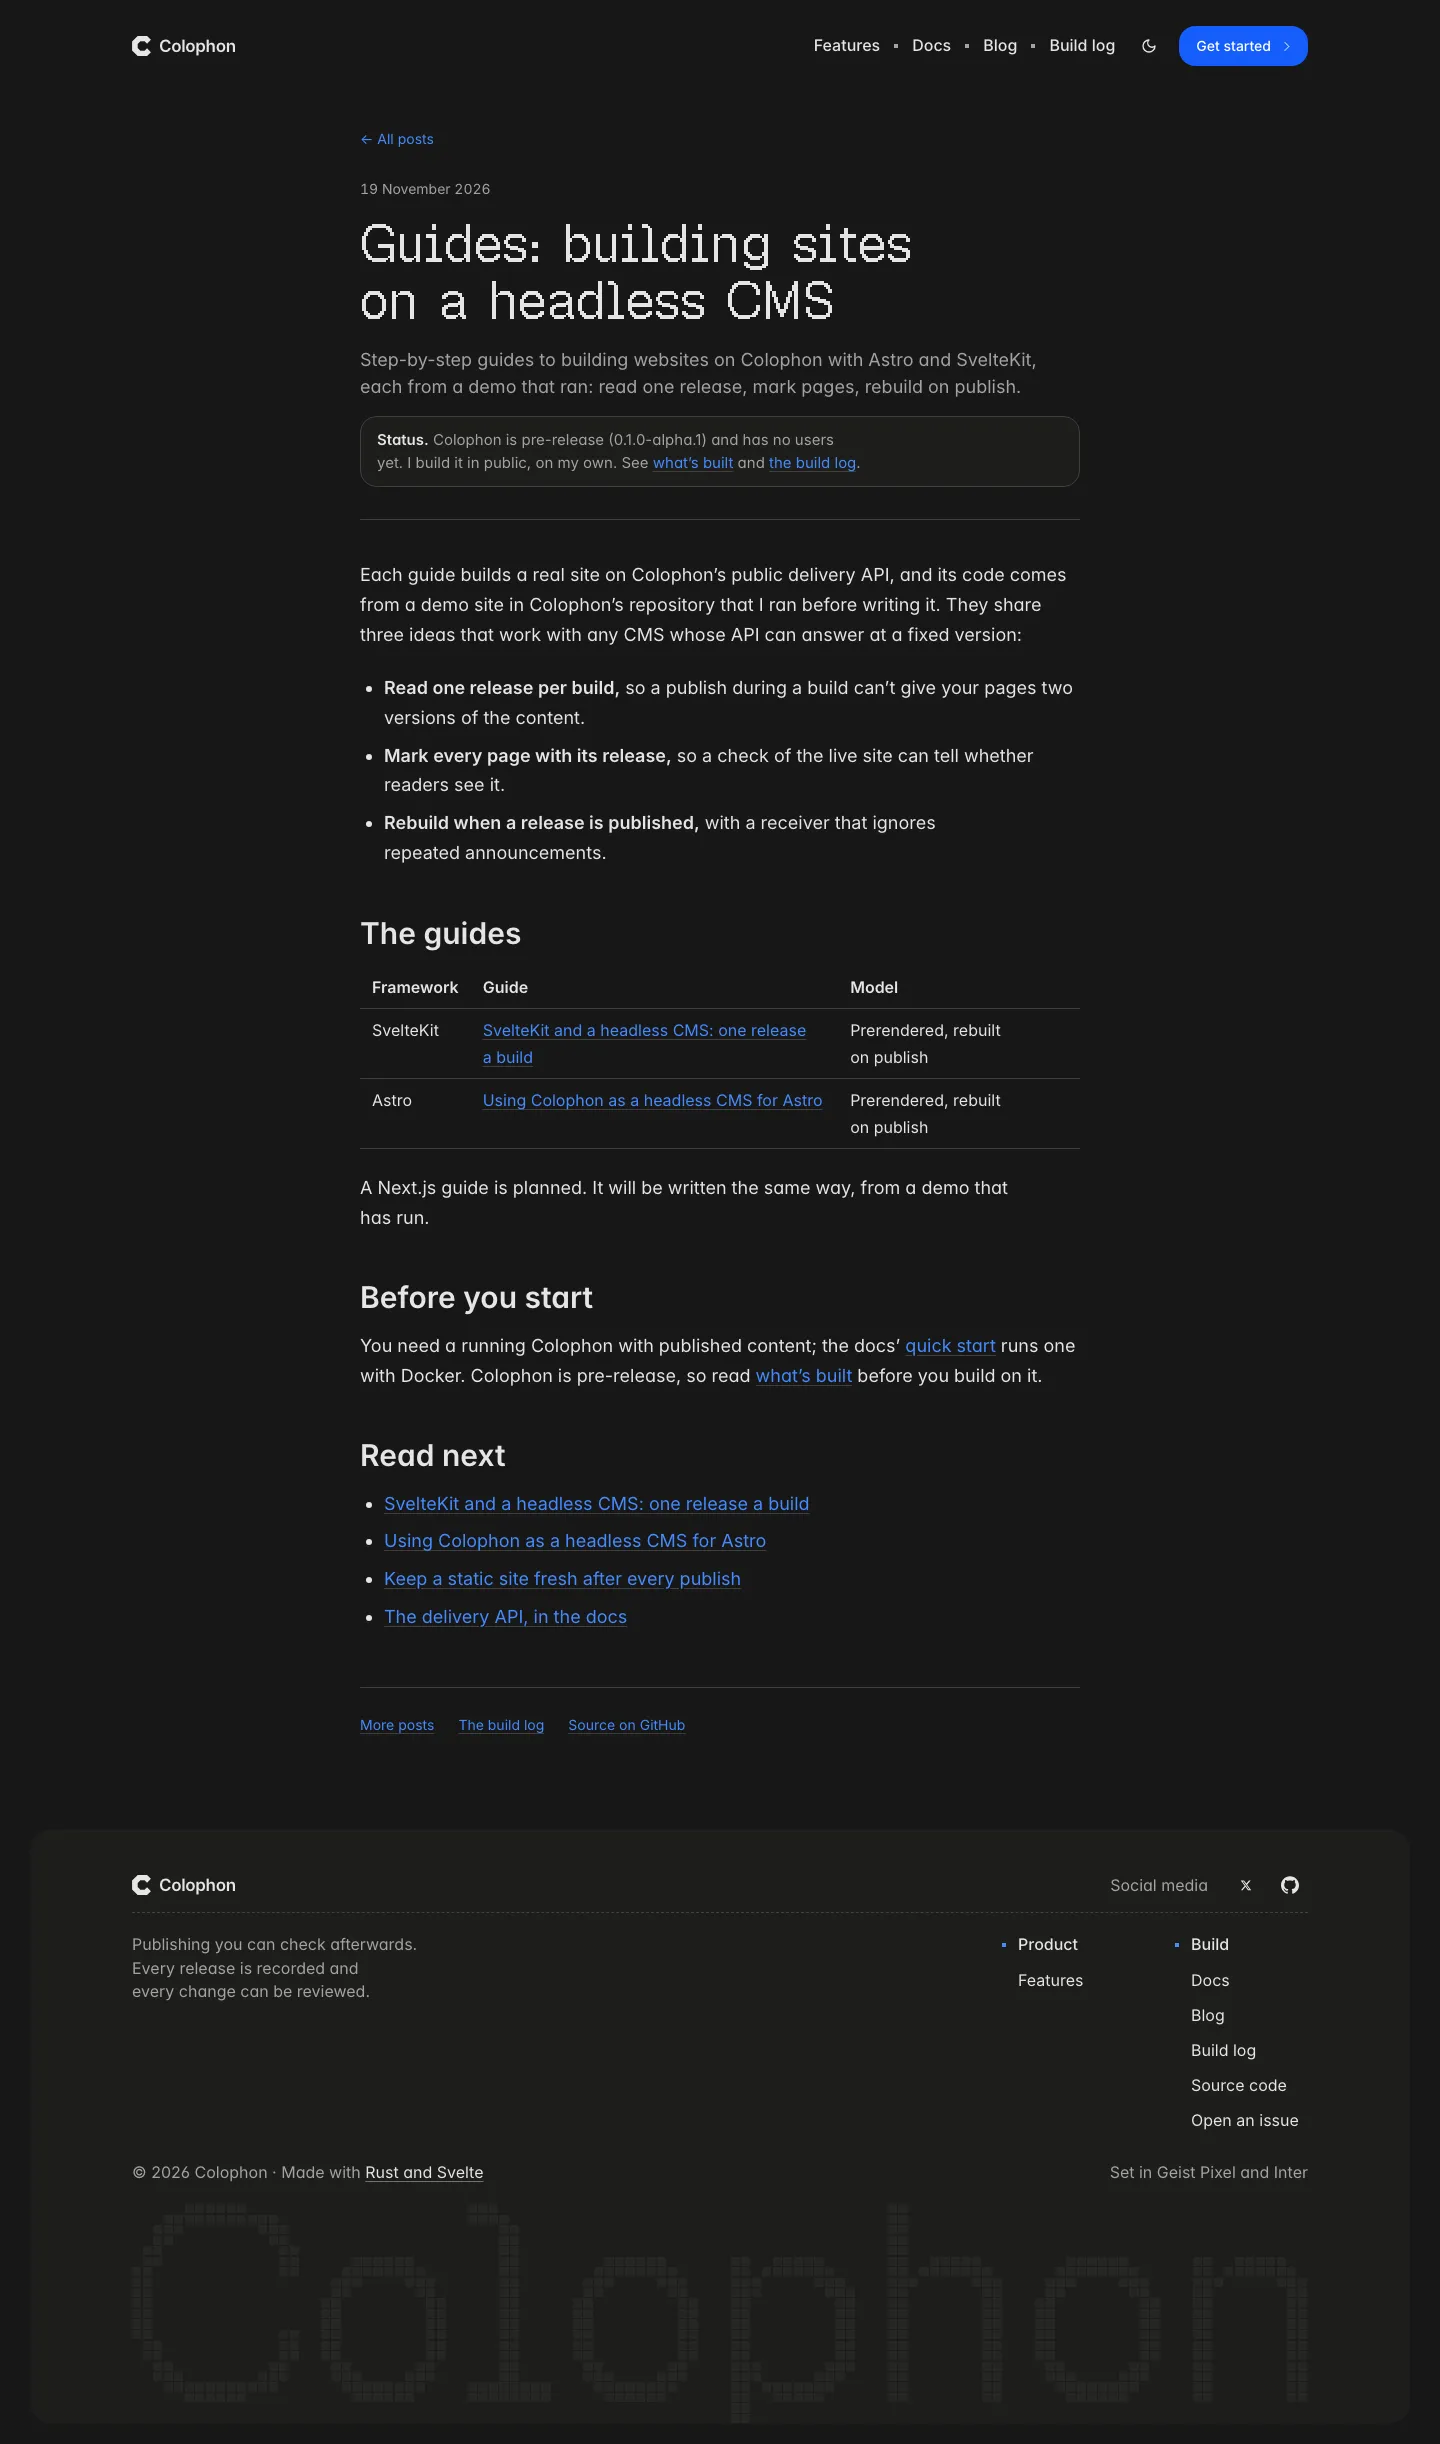 Colophon
Features
Docs
Blog
Build log
Get started
← All posts
19 November 2026
Guides: building sites
on a headless CMS
Step-by-step guides to building websites on Colophon with Astro and SvelteKit,
each from a demo that ran: read one release, mark pages, rebuild on publish.
Status. Colophon is pre-release (0.1.0-alpha.1) and has no users
yet. I build it in public, on my own. See what’s built and the build log.
Each guide builds a real site on Colophon’s public delivery API, and its code comes
from a demo site in Colophon’s repository that I ran before writing it. They share
three ideas that work with any CMS whose API can answer at a fixed version:
• Read one release per build, so a publish during a build can’t give your pages two
versions of the content.
• Mark every page with its release, so a check of the live site can tell whether
readers see it.
• Rebuild when a release is published, with a receiver that ignores
repeated announcements.
The guides
Framework Guide Model
SvelteKit SvelteKit and a headless CMS: one release Prerendered, rebuilt
a build on publish
Astro Using Colophon as a headless CMS for Astro Prerendered, rebuilt
on publish
A Next.js guide is planned. It will be written the same way, from a demo that
has run.
Before you start
You need a running Colophon with published content; the docs’ quick start runs one
with Docker. Colophon is pre-release, so read what’s built before you build on it.
Read next
• SvelteKit and a headless CMS: one release a build
• Using Colophon as a headless CMS for Astro
• Keep a static site fresh after every publish
• The delivery API, in the docs
More posts The build log Source on GitHub
Colophon
Social media
Publishing you can check afterwards.
Every release is recorded and
every change can be reviewed.
Product
Features
Build
Docs
Blog
Build log
Source code
Open an issue
© 2026 Colophon · Made with Rust and Svelte
Set in Geist Pixel and Inter
Colophon